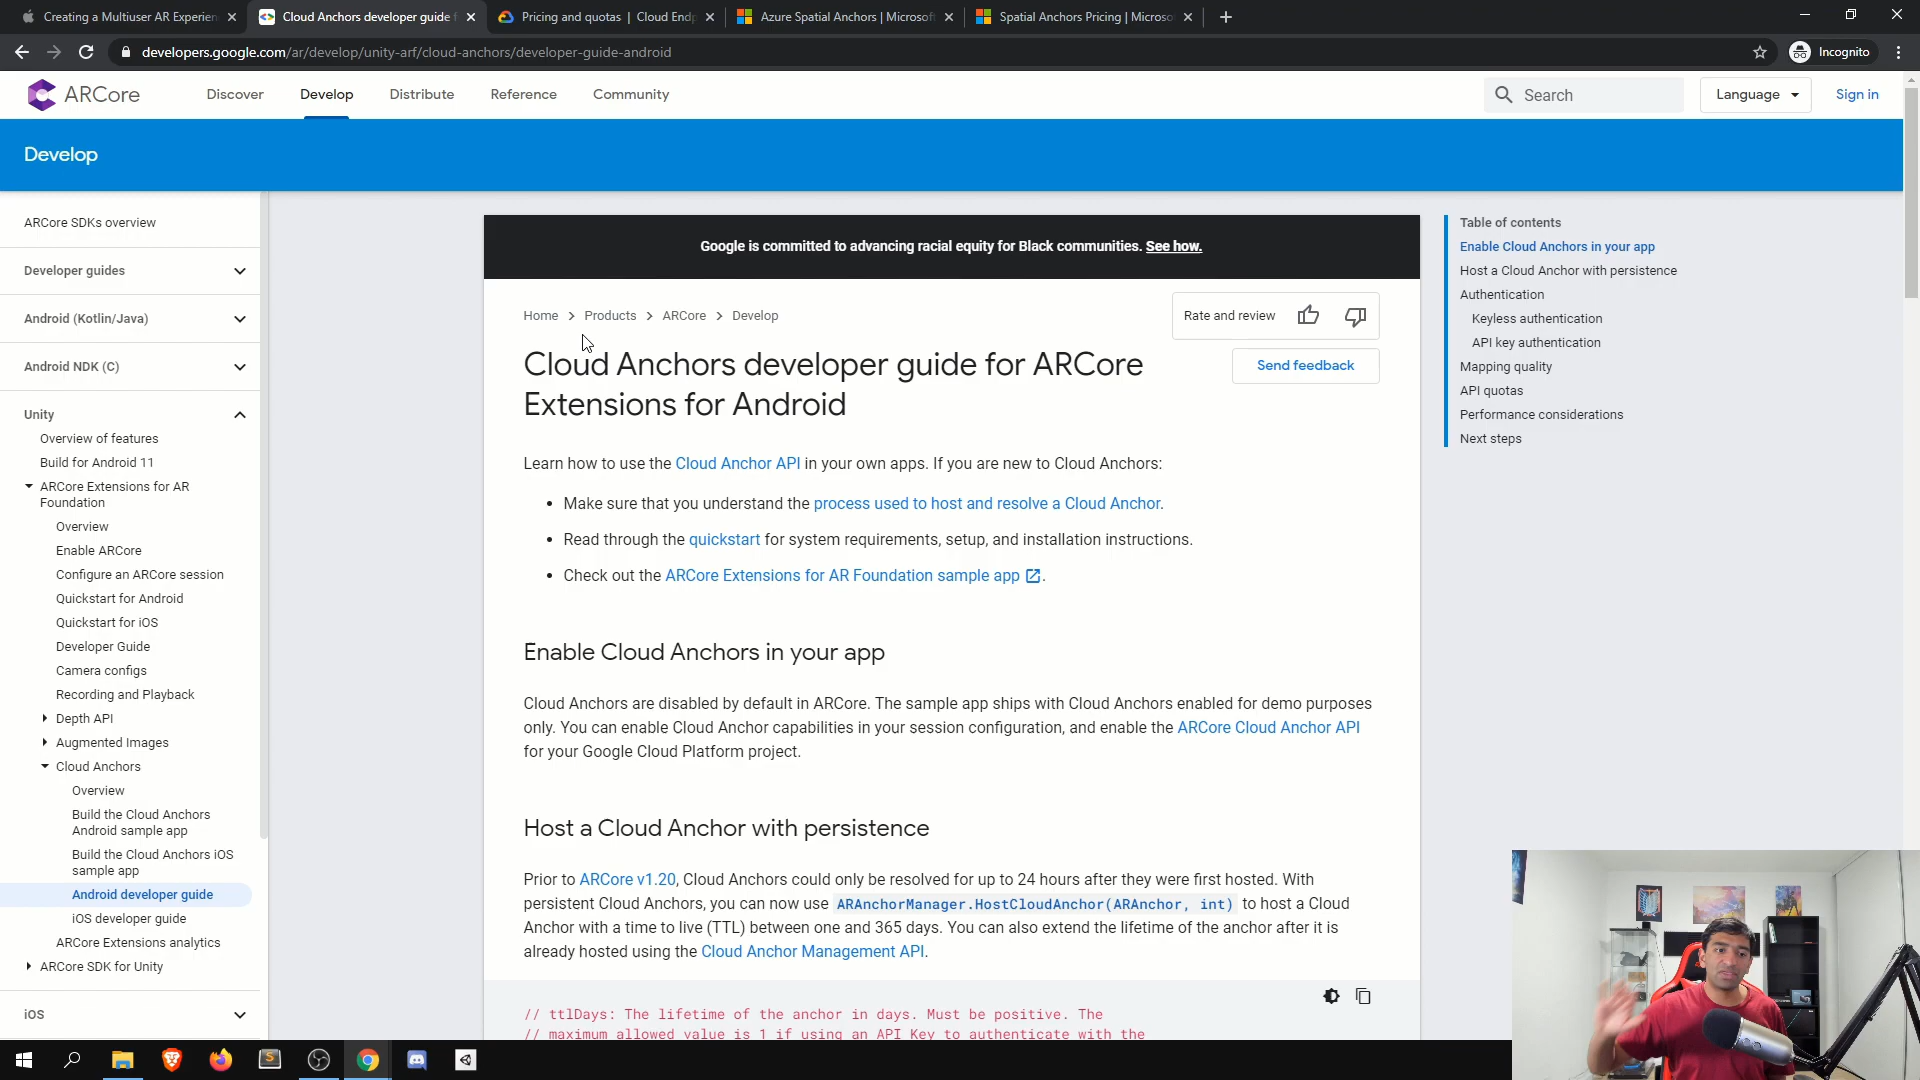 Creating a Multiuser AR Experien
Cloud Anchors developer guide f
Pricing and quotas | Cloud Endp
Azure Spatial Anchors | Microsoft
Spatial Anchors Pricing | Microso
developers.google.com/ar/develop/unity-arf/cloud-anchors/developer-guide-android
Incognito
ARCore
Discover
Develop
Distribute
Reference
Community
Search
Language
Sign in
Develop
ARCore SDKs overview
Developer guides
Android (Kotlin/Java)
Android NDK (C)
Unity
Overview of features
Build for Android 11
ARCore Extensions for AR
Foundation
Overview
Enable ARCore
Configure an ARCore session
Quickstart for Android
Quickstart for iOS
Developer Guide
Camera configs
Recording and Playback
Depth API
Augmented Images
Cloud Anchors
Overview
Build the Cloud Anchors
Android sample app
Build the Cloud Anchors iOS
sample app
Android developer guide
iOS developer guide
ARCore Extensions analytics
ARCore SDK for Unity
iOS
Google is committed to advancing racial equity for Black communities. See how.
Home > Products > ARCore > Develop
Rate and review
Cloud Anchors developer guide for ARCore
Extensions for Android
Send feedback
Learn how to use the Cloud Anchor API in your own apps. If you are new to Cloud Anchors:
• Make sure that you understand the process used to host and resolve a Cloud Anchor.
• Read through the quickstart for system requirements, setup, and installation instructions.
• Check out the ARCore Extensions for AR Foundation sample app.
Enable Cloud Anchors in your app
Cloud Anchors are disabled by default in ARCore. The sample app ships with Cloud Anchors enabled for demo purposes
only. You can enable Cloud Anchor capabilities in your session configuration, and enable the ARCore Cloud Anchor API
for your Google Cloud Platform project.
Host a Cloud Anchor with persistence
Prior to ARCore v1.20, Cloud Anchors could only be resolved for up to 24 hours after they were first hosted. With
persistent Cloud Anchors, you can now use ARAnchorManager.HostCloudAnchor(ARAnchor, int) to host a Cloud
Anchor with a time to live (TTL) between one and 365 days. You can also extend the lifetime of the anchor after it is
already hosted using the Cloud Anchor Management API.
// ttlDays: The lifetime of the anchor in days. Must be positive. The
// maximum allowed value is 1 if using an API Key to authenticate with the
Table of contents
Enable Cloud Anchors in your app
Host a Cloud Anchor with persistence
Authentication
Keyless authentication
API key authentication
Mapping quality
API quotas
Performance considerations
Next steps